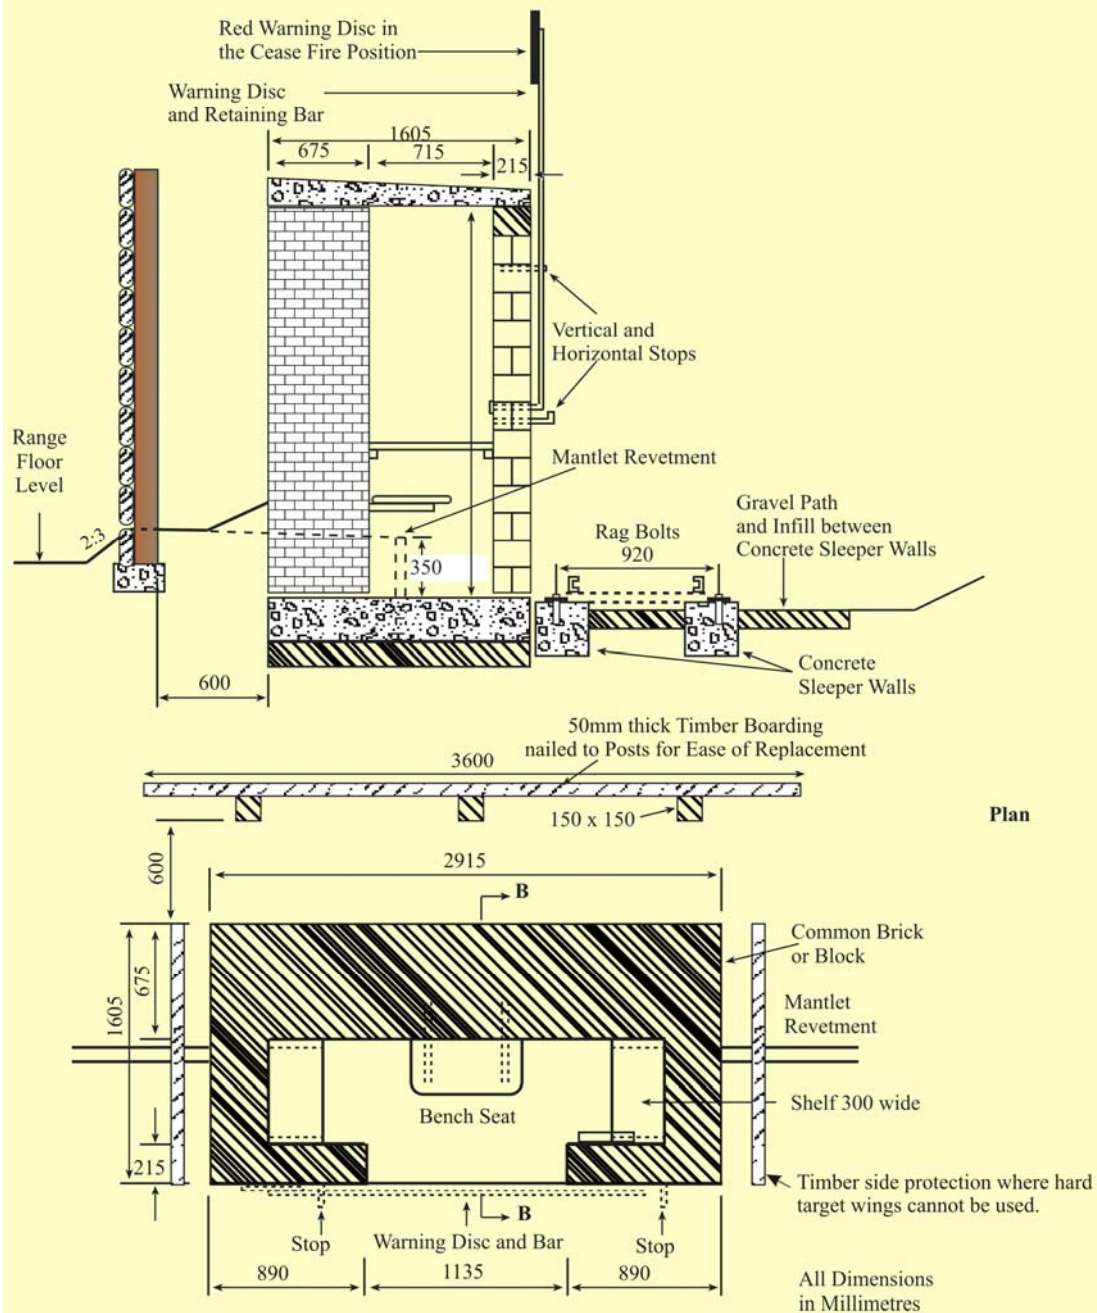 Red Warning Disc in
the Cease Fire Position
Warning Disc
and Retaining Bar
1605
675
715
215
Vertical and
Horizontal Stops
Range
Floor
Level
2:3
Mantlet Revetment
350
Rag Bolts
920
Gravel Path
and Infill between
Concrete Sleeper Walls
600
Concrete
Sleeper Walls
50mm thick Timber Boarding
nailed to Posts for Ease of Replacement
3600
150 x 150
Plan
600
2915
B
Common Brick
or Block
675
1605
Mantlet
Revetment
Bench Seat
Shelf 300 wide
215
Timber side protection where hard
target wings cannot be used.
B
Stop
Warning Disc and Bar
Stop
890
1135
890
All Dimensions
in Millimetres